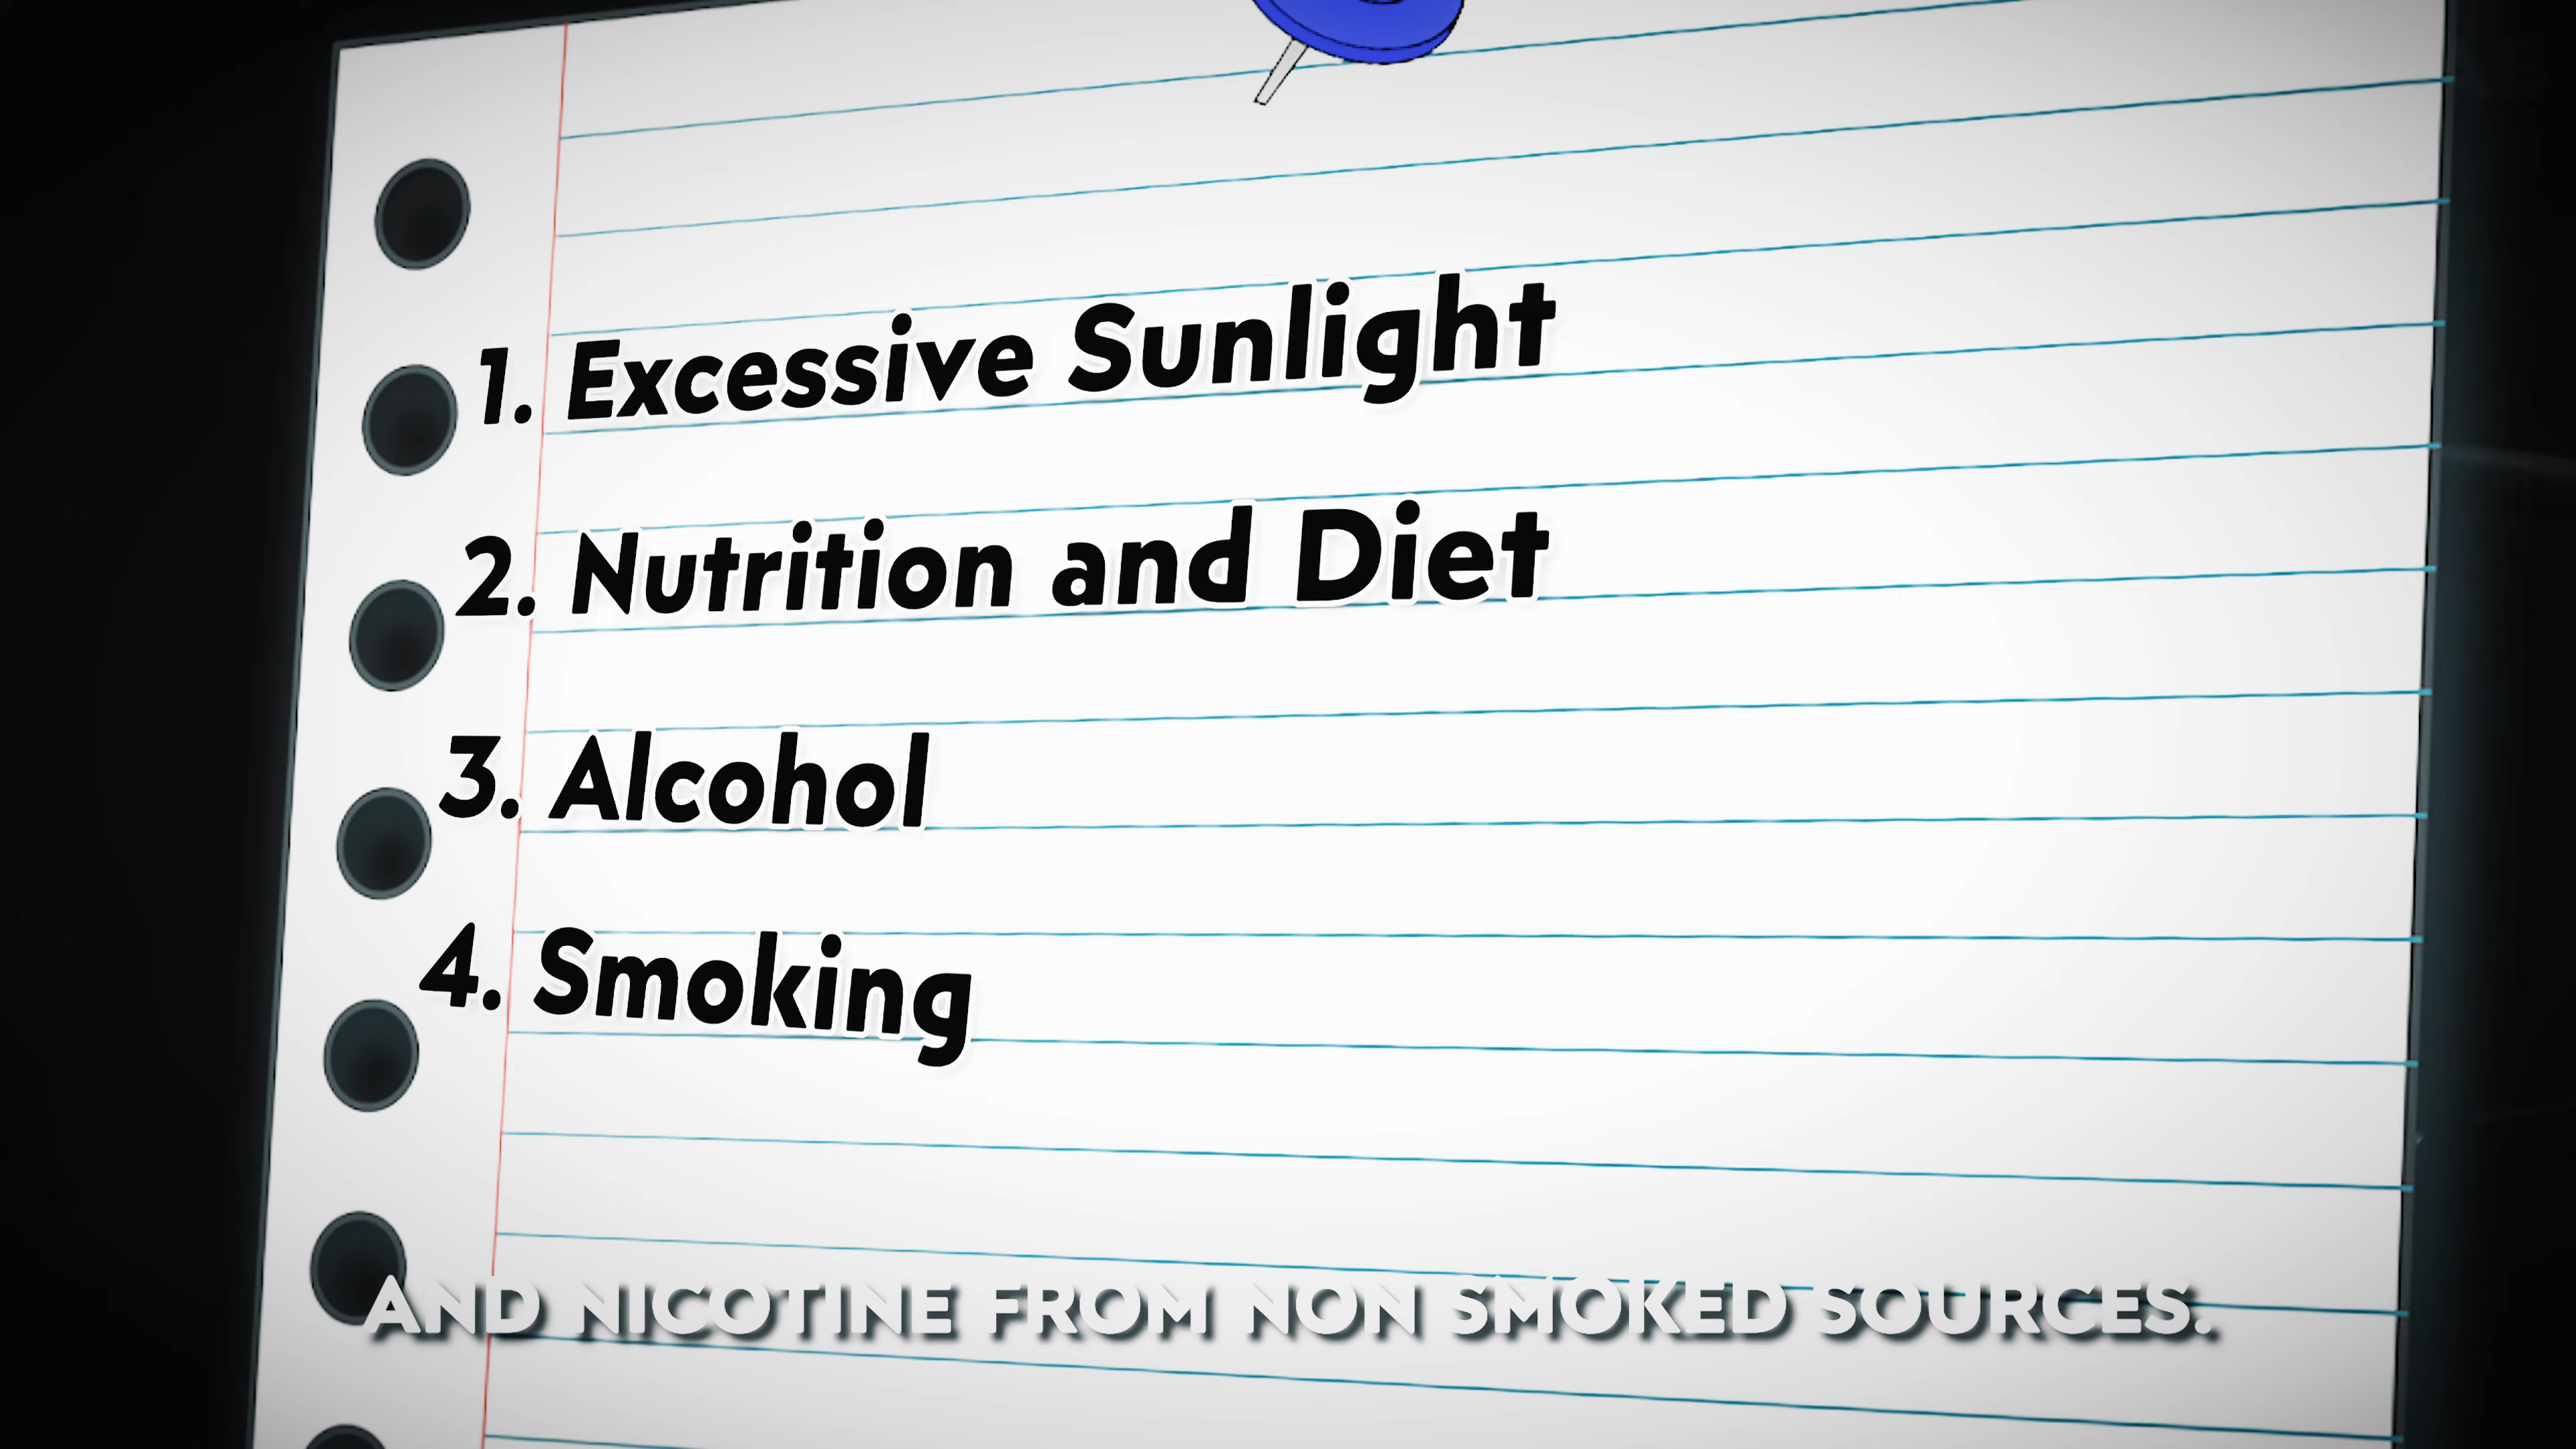 1. Excessive Sunlight
2. Nutrition and Diet
3. Alcohol
4. Smoking
AND NICOTINE FROM NON SMOKED SOURCES.